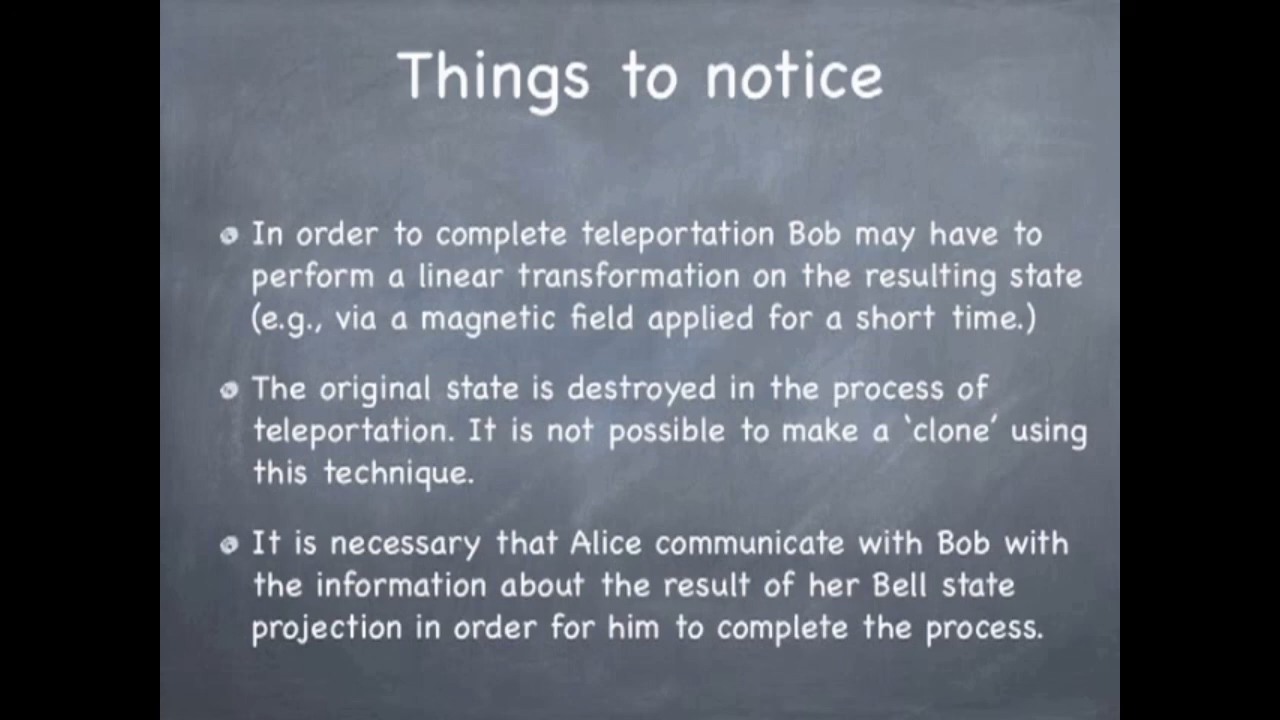 Things to notice
In order to complete teleportation Bob may have to
perform a linear transformation on the resulting state
(e.g., via a magnetic field applied for a short time.)
The original state is destroyed in the process of
teleportation. It is not possible to make a ‘clone’ using
this technique.
It is necessary that Alice communicate with Bob with
the information about the result of her Bell state
projection in order for him to complete the process.